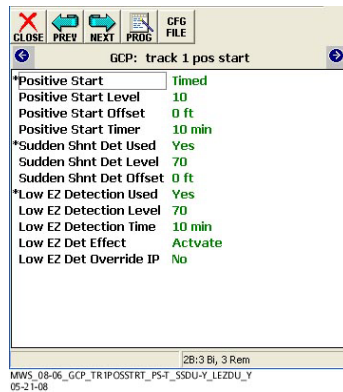 CLOSE PREV NEXT PROG CFG FILE
GCP: track 1 pos start
*Positive Start Timed
Positive Start Level 10
Positive Start Offset 0 ft
Positive Start Timer 10 min
*Sudden Shnt Det Used Yes
Sudden Shnt Det Level 70
Sudden Shnt Det Offset 0 ft
*Low EZ Detection Used Yes
Low EZ Detection Level 70
Low EZ Detection Time 10 min
Low EZ Det Effect Actvate
Low EZ Det Override IP No
2B:3 Bi, 3 Rem
MWS_08-06_GCP_TR1POSSTRT_PS-T_SSDU-Y_LEZDU_Y
05-21-08